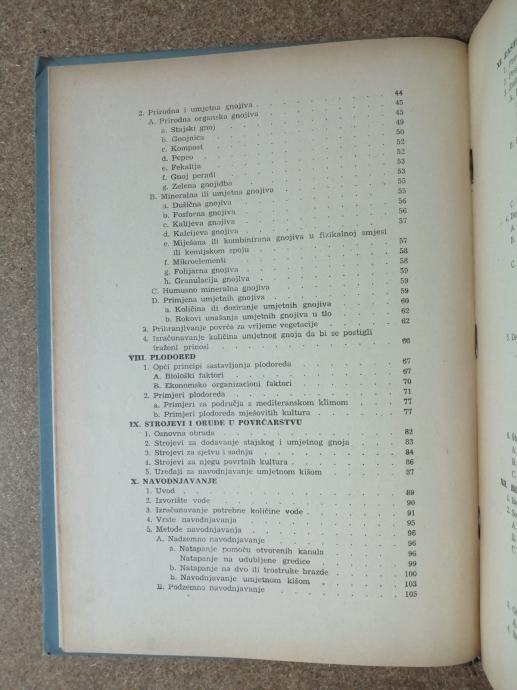 2. Prirodna i umjetna gnojiva 44
A. Prirodna organska gnojiva 45
a. Stajski gnoj 45
b. Gnojnica 49
c. Kompost 50
d. Pepeo 52
e. Fekalija 52
f. Gnoj peradi 53
g. Zelena gnojidba 53
B. Mineralna ili umjetna gnojiva 55
a. Dušična gnojiva 55
b. Fosforna gnojiva 56
c. Kalijeva gnojiva 56
d. Kalcijeva gnojiva 57
e. Miješana ili kombinirana gnojiva u fizikalnoj smjesi
ili kemijskom spoju 57
f. Mikroelementi 58
g. Folijarna gnojiva 58
h. Granulacija gnojiva 59
C. Humusno mineralna gnojiva 59
D. Primjena umjetnih gnojiva 59
a. Količina ili doziranje umjetnih gnojiva 60
b. Rokovi unašanja umjetnih gnojiva u tlo 62
3. Prihranjivanje povrća za vrijeme vegetacije 62
4. Izračunavanje količina umjetnog gnoja da bi se postigli
traženi prinosi 66
VIII. PLODORED
1. Opći principi sastavljanja plodoreda 67
A. Biološki faktori 67
B. Ekonomsko organizacioni faktori 70
2. Primjeri plodoreda 71
a. Primjeri za područja s mediteranskom klimom 77
b. Primjeri plodoreda mješovitih kultura 77
IX. STROJEVI I ORUĐE U POVRĆARSTVU
1. Osnovna obrada 82
2. Strojevi za dodavanje stajskog i umjetnog gnoja 83
3. Strojevi za sjetvu i sadnju 84
4. Strojevi za njegu povrtnih kultura 86
5. Uređaji za navodnjavanje umjetnom kišom 87
X. NAVODNJAVANJE
1. Uvod 89
2. Izvorište vode 90
3. Izračunavanje potrebne količine vode 91
4. Vrste navodnjavanja 95
5. Metode navodnjavanja 96
A. Nadzemno navodnjavanje 96
a. Natapanje pomoću otvorenih kanala 96
Natapanje na udubljene gredice 99
b. Natapanje na dvo ili trostruke brazde 100
b. Navodnjavanje umjetnom kišom 103
B. Podzemno navodnjavanje 105